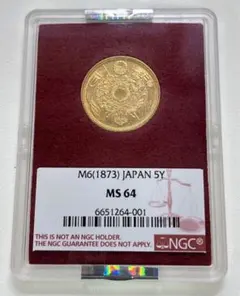 M6(1873) JAPAN 5Y
MS 64
6651264-001
THIS IS NOT AN NGC HOLDER.
THE NGC GUARANTEE DOES NOT APPLY.
NGC®